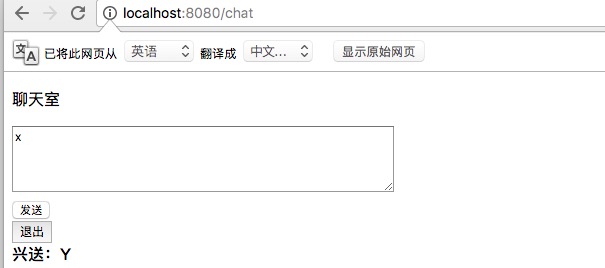 localhost:8080/chat
已将此网页从 英语 翻译成 中文... 显示原始网页
聊天室
x
发送
退出
兴送：Y